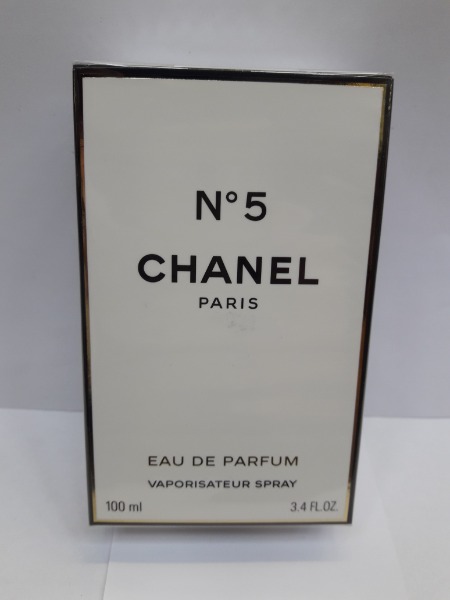 N°5
CHANEL
PARIS
EAU DE PARFUM
VAPORISATEUR SPRAY
100 ml 3.4 FL.OZ.